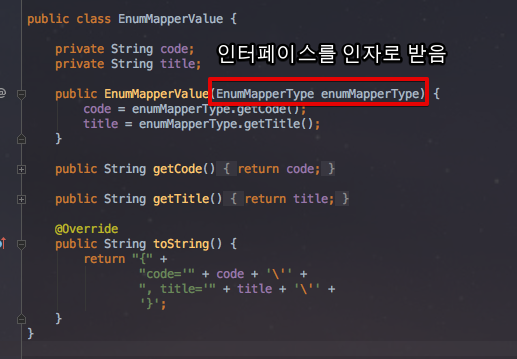 public class EnumMapperValue {
private String code;
private String title;
인터페이스를 인자로 받음
public EnumMapperValue(EnumMapperType enumMapperType) {
code = enumMapperType.getCode();
title = enumMapperType.getTitle();
}
public String getCode() { return code; }
public String getTitle() { return title; }
@Override
public String toString() {
return "{" +
"code='" + code + '\'' +
", title='" + title + '\'' +
'}';
}
}